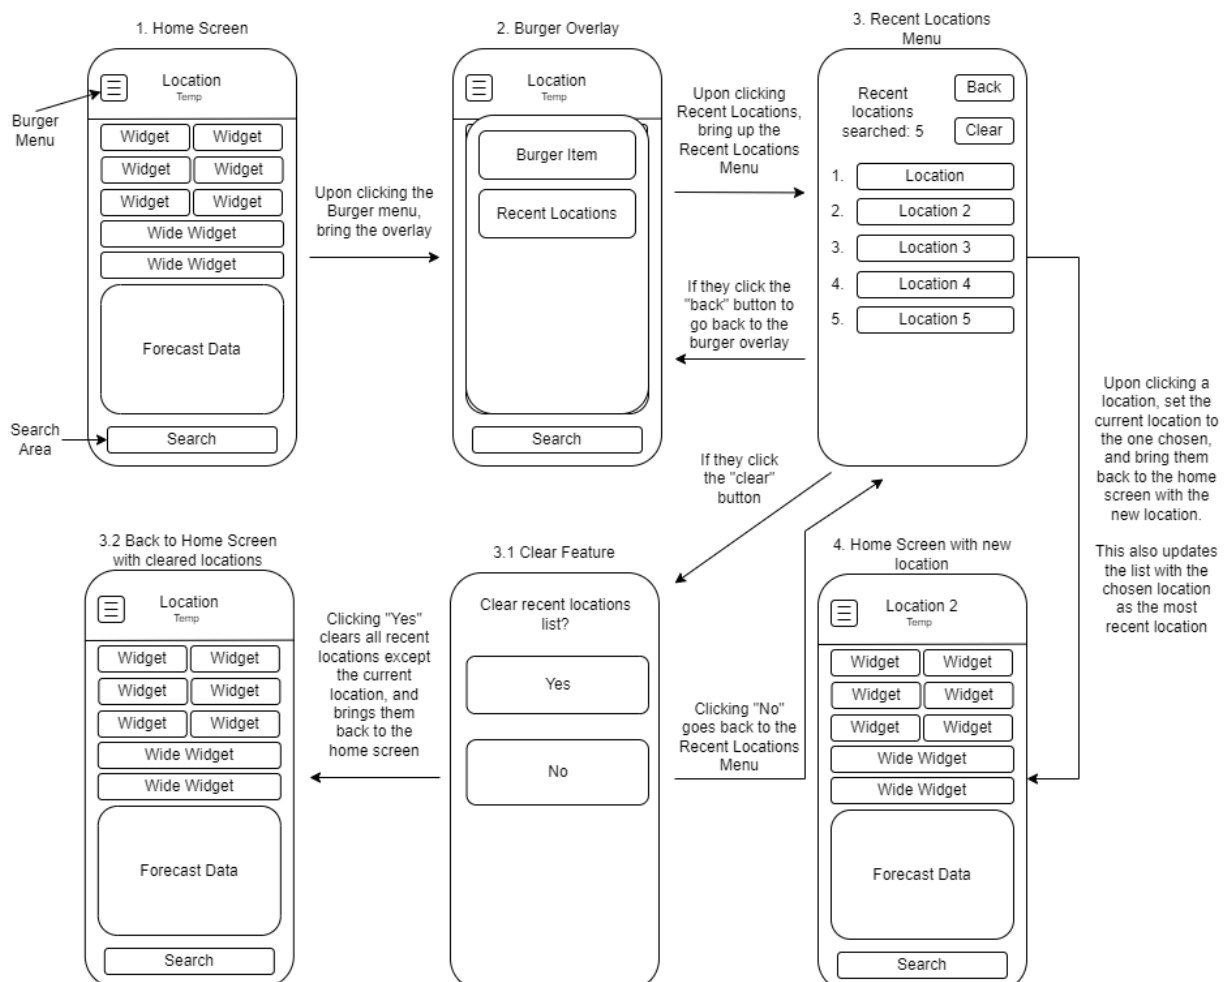 1. Home Screen
Location
Temp
Burger
Menu
Widget
Widget
Widget
Widget
Widget
Widget
Wide Widget
Wide Widget
Forecast Data
Search
Area
Search
Upon clicking the
Burger menu,
bring the overlay
2. Burger Overlay
Location
Temp
Burger Item
Recent Locations
Search
Upon clicking
Recent Locations,
bring up the
Recent Locations
Menu
If they click the
"back" button to
go back to the
burger overlay
3. Recent Locations
Menu
Recent
locations
searched: 5
Back
Clear
1. Location
2. Location 2
3. Location 3
4. Location 4
5. Location 5
Upon clicking a
location, set the
current location to
the one chosen,
and bring them
back to the home
screen with the
new location.
This also updates
the list with the
chosen location
as the most
recent location
If they click
the "clear"
button
3.2 Back to Home Screen
with cleared locations
Location
Temp
Widget
Widget
Widget
Widget
Widget
Widget
Wide Widget
Wide Widget
Forecast Data
Search
Clicking "Yes"
clears all recent
locations except
the current
location, and
brings them
back to the
home screen
3.1 Clear Feature
Clear recent locations
list?
Yes
No
Clicking "No"
goes back to the
Recent Locations
Menu
4. Home Screen with new
location
Location 2
Temp
Widget
Widget
Widget
Widget
Widget
Widget
Wide Widget
Wide Widget
Forecast Data
Search